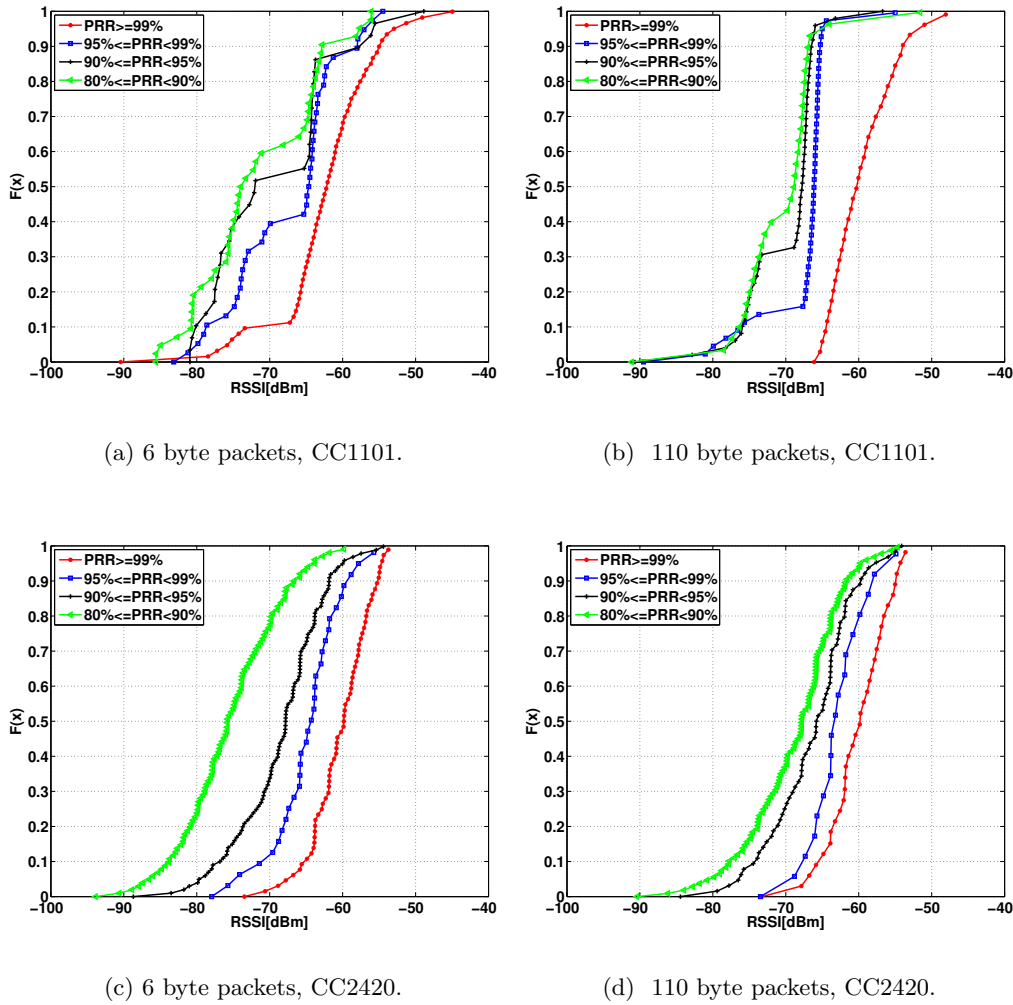 1
0.9
0.8
0.7
0.6
0.5
0.4
0.3
0.2
0.1
0
F(x)
PRR>=99%
95%<=PRR<99%
90%<=PRR<95%
80%<=PRR<90%
−100 −90 −80 −70 −60 −50 −40
RSSI[dBm]
(a) 6 byte packets, CC1101.
1
0.9
0.8
0.7
0.6
0.5
0.4
0.3
0.2
0.1
0
F(x)
PRR>=99%
95%<=PRR<99%
90%<=PRR<95%
80%<=PRR<90%
−100 −90 −80 −70 −60 −50 −40
RSSI[dBm]
(b) 110 byte packets, CC1101.
1
0.9
0.8
0.7
0.6
0.5
0.4
0.3
0.2
0.1
0
F(x)
PRR>=99%
95%<=PRR<99%
90%<=PRR<95%
80%<=PRR<90%
−100 −90 −80 −70 −60 −50 −40
RSSI[dBm]
(c) 6 byte packets, CC2420.
1
0.9
0.8
0.7
0.6
0.5
0.4
0.3
0.2
0.1
0
F(x)
PRR>=99%
95%<=PRR<99%
90%<=PRR<95%
80%<=PRR<90%
−100 −90 −80 −70 −60 −50 −40
RSSI[dBm]
(d) 110 byte packets, CC2420.